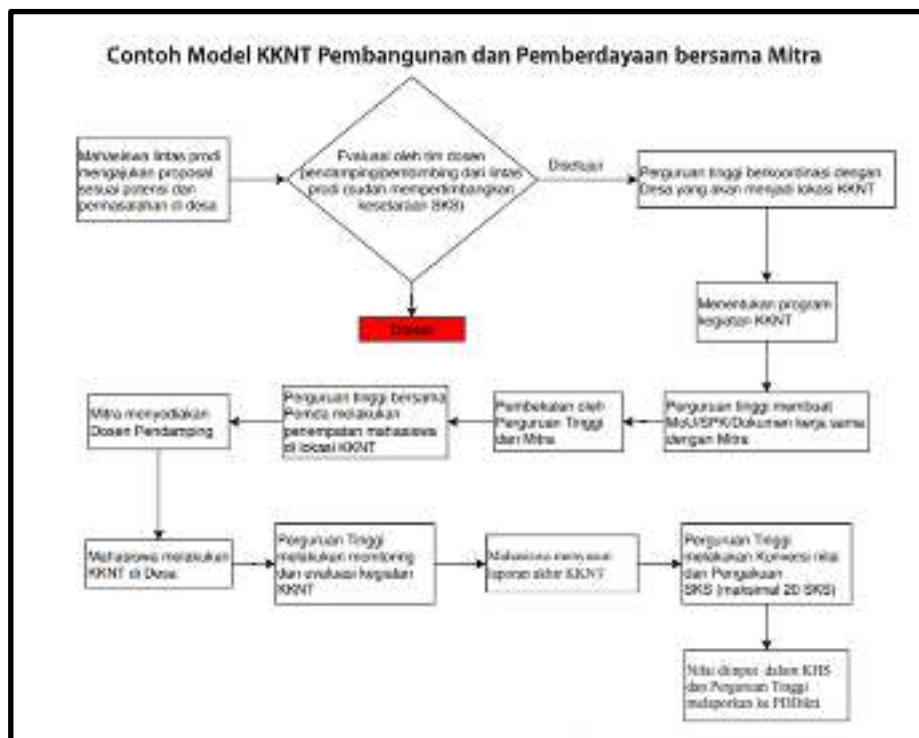 Contoh Model KKNT Pembangunan dan Pemberdayaan bersama Mitra
Mahasiswa lintas prodi
mengajukan proposal
sesuai potensi dan
permasalahan di desa
Evaluasi oleh tim dosen
pendamping/pembimbing dari lintas
prodi (sudah mempertimbangkan
kesetaraan SKS)
Disetujui
Perguruan tinggi berkoordinasi dengan
Desa yang akan menjadi lokasi KKNT
Menentukan program
kegiatan KKNT
Perguruan tinggi membuat
MoU/SPK/Dokumen kerja sama
dengan Mitra
Pembekalan oleh
Perguruan Tinggi
dan Mitra
Perguruan tinggi bersama
Pemda melakukan
penempatan mahasiswa
di lokasi KKNT
Mitra menyediakan
Dosen Pendamping
Mahasiswa melakukan
KKNT di Desa
Perguruan Tinggi
melakukan monitoring
dan evaluasi kegiatan
KKNT
Mahasiswa menyusun
laporan akhir KKNT
Perguruan Tinggi
melakukan Konversi nilai
dan Pengakuan
SKS (maksimal 20 SKS)
Nilai diinput dalam KHS
dan Perguruan Tinggi
melaporkan ke PDDikti